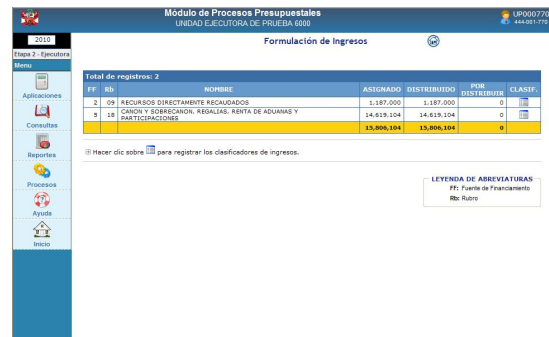 Módulo de Procesos Presupuestales
UNIDAD EJECUTORA DE PRUEBA 6000
UP000770
444-001-770
2010
Etapa 2 - Ejecutora
Menu
Aplicaciones
Consultas
Reportes
Procesos
Ayuda
Inicio
Formulación de Ingresos
Total de registros: 2
FF Rb NOMBRE ASIGNADO DISTRIBUIDO POR DISTRIBUIR CLASIF.
2 09 RECURSOS DIRECTAMENTE RECAUDADOS 1,187,000 1,187,000 0
5 18 CANON Y SOBRECANON, REGALIAS, RENTA DE ADUANAS Y
PARTICIPACIONES 14,619,104 14,619,104 0
15,806,104 15,806,104 0
Hacer clic sobre para registrar los clasificadores de ingresos.
LEYENDA DE ABREVIATURAS
FF: Fuente de Financiamiento
Rb: Rubro